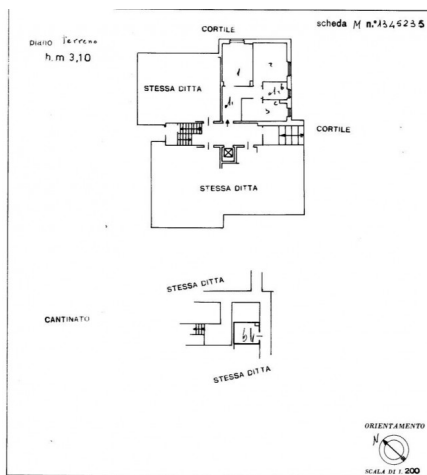 scheda M n.°1345235
CORTILE
piano Terreno
h. m 3,10
STESSA DITTA
CORTILE
STESSA DITTA
STESSA DITTA
CANTINATO
STESSA DITTA
ORIENTAMENTO
N
SCALA DI 1. 200